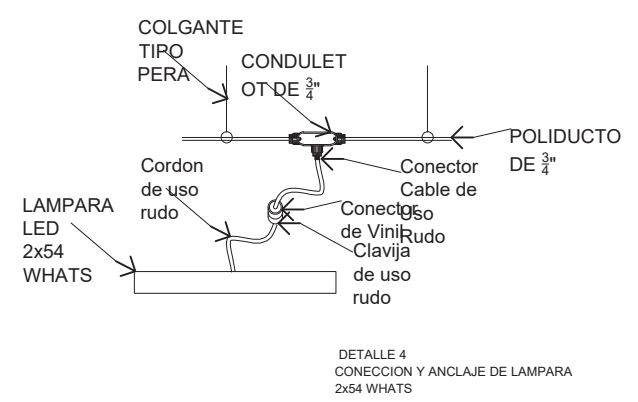 COLGANTE
TIPO
PERA
CONDULET
OT DE 3/4"
POLIDUCTO
DE 3/4"
Cordon
de uso
rudo
Conector
Cable de
Uso
Rudo
LAMPARA
LED
2x54
WHATS
Conector
de Vinil
Clavija
de uso
rudo
DETALLE 4
CONECCION Y ANCLAJE DE LAMPARA
2x54 WHATS